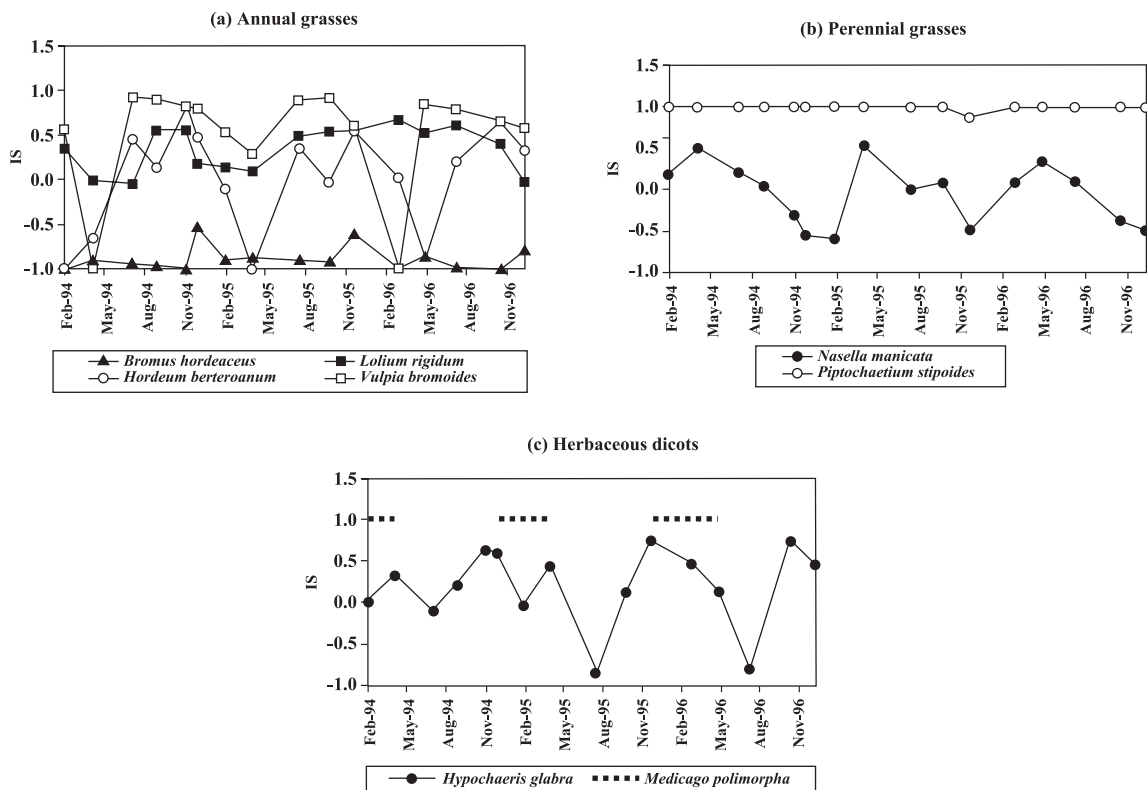 (a) Annual grasses
1.5
1.0
0.5
0.0
-0.5
-1.0
IS
Feb-94
May-94
Aug-94
Nov-94
Feb-95
May-95
Aug-95
Nov-95
Feb-96
May-96
Aug-96
Nov-96
Bromus hordeaceus Lolium rigidum
Hordeum berteroanum Vulpia bromoides
(b) Perennial grasses
1.5
1.0
0.5
0.0
-0.5
-1.0
IS
Feb-94
May-94
Aug-94
Nov-94
Feb-95
May-95
Aug-95
Nov-95
Feb-96
May-96
Aug-96
Nov-96
Nasella manicata
Piptochaetium stipoides
(c) Herbaceous dicots
1.5
1.0
0.5
0.0
-0.5
-1.0
IS
Feb-94
May-94
Aug-94
Nov-94
Feb-95
May-95
Aug-95
Nov-95
Feb-96
May-96
Aug-96
Nov-96
Hypochaeris glabra Medicago polimorpha